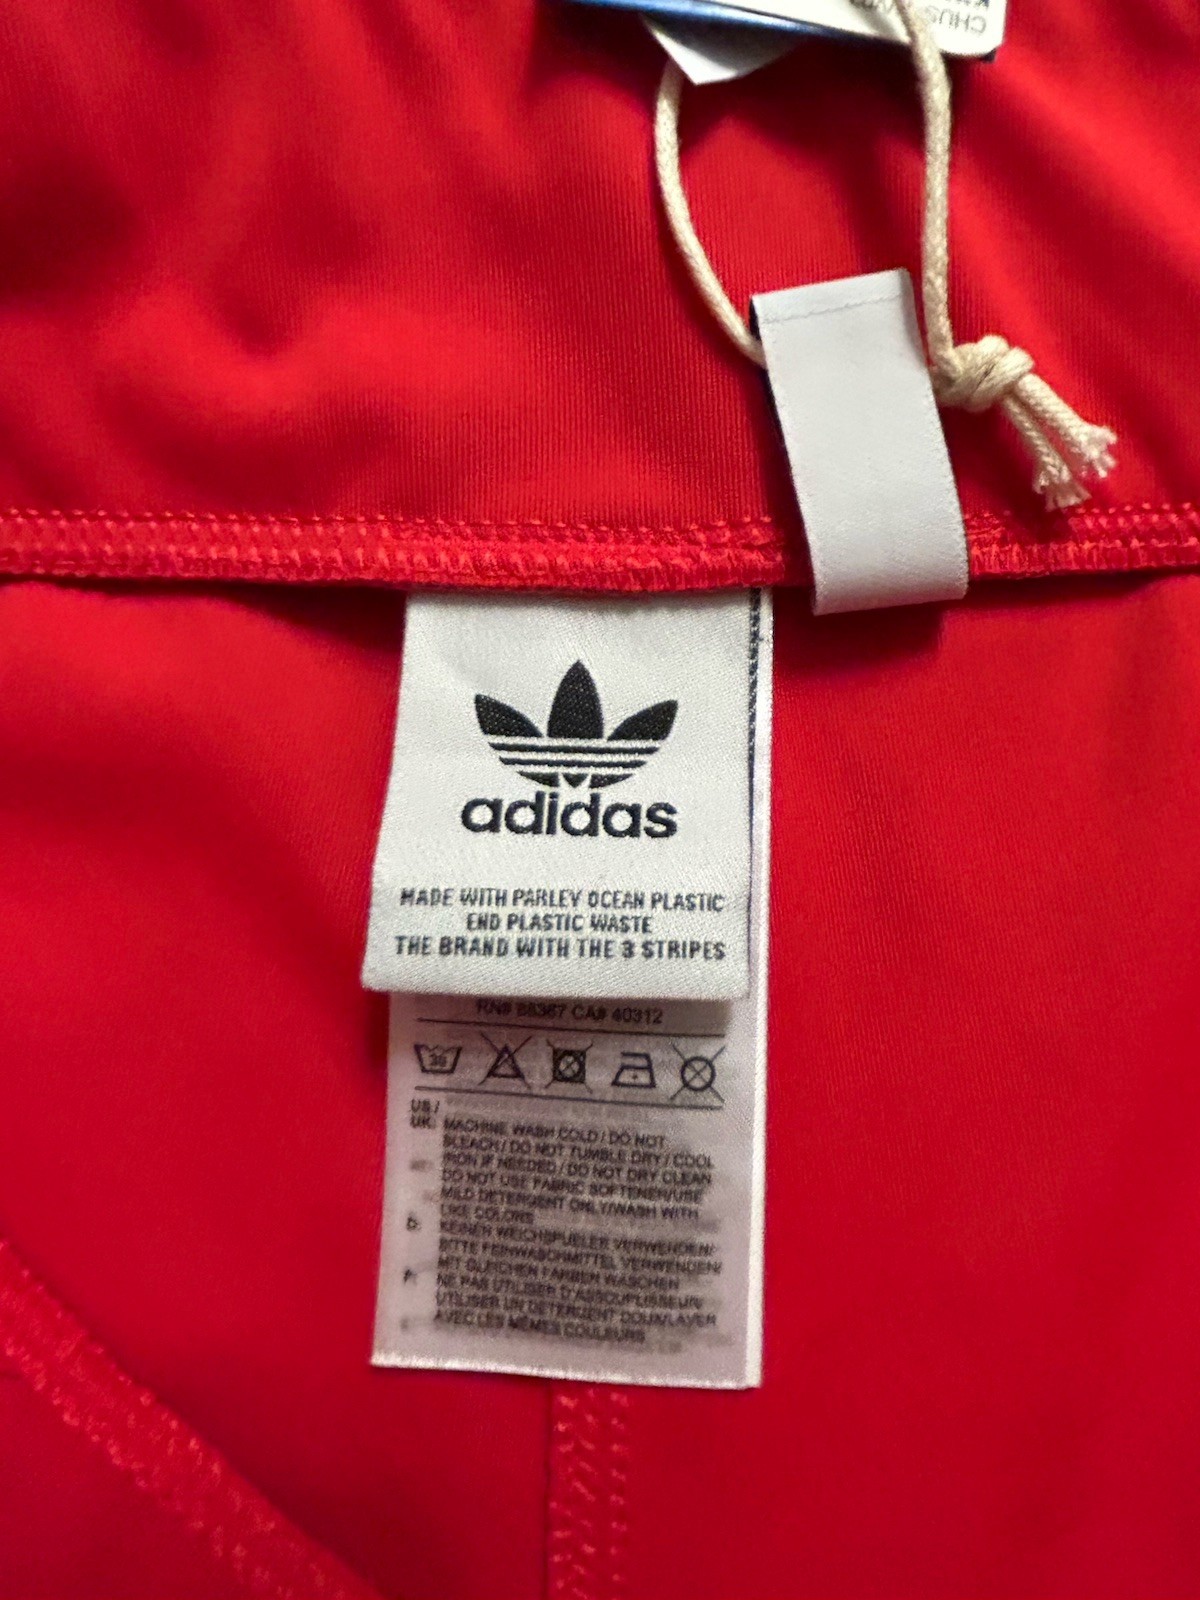 CHUS
adidas
MADE WITH PARLEY OCEAN PLASTIC
END PLASTIC WASTE
THE BRAND WITH THE 3 STRIPES
RN# 88387 CA# 40312
30
US/
UK: MACHINE WASH COLD / DO NOT
BLEACH / DO NOT TUMBLE DRY / COOL
IRON IF NEEDED / DO NOT DRY CLEAN
DO NOT USE FABRIC SOFTENER/USE
MILD DETERGENT ONLY/WASH WITH
LIKE COLORS
D: KEINEN WEICHSPUELER VERWENDEN/
BITTE FEINWASCHMITTEL VERWENDEN/
MIT GLEICHEN FARBEN WASCHEN
F: NE PAS UTILISER D'ASSOUPLISSEUR/
UTILISER UN DETERGENT DOUX/LAVER
AVEC LES MÊMES COULEURS